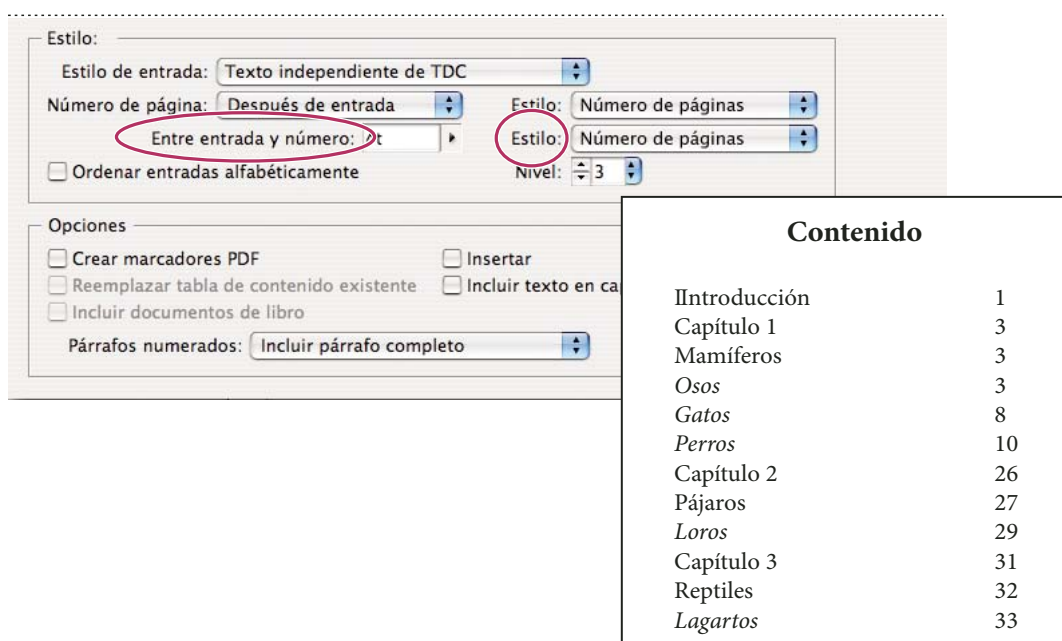 Estilo:
Estilo de entrada: Texto independiente de TDC
Número de página: Después de entrada Estilo: Número de páginas
Entre entrada y número: ^t Estilo: Número de páginas
Ordenar entradas alfabéticamente Nivel: 3
Opciones
Crear marcadores PDF Insertar
Reemplazar tabla de contenido existente Incluir texto en ca
Incluir documentos de libro
Párrafos numerados: Incluir párrafo completo
Contenido
IIntroducción 1
Capítulo 1 3
Mamíferos 3
Osos 3
Gatos 8
Perros 10
Capítulo 2 26
Pájaros 27
Loros 29
Capítulo 3 31
Reptiles 32
Lagartos 33